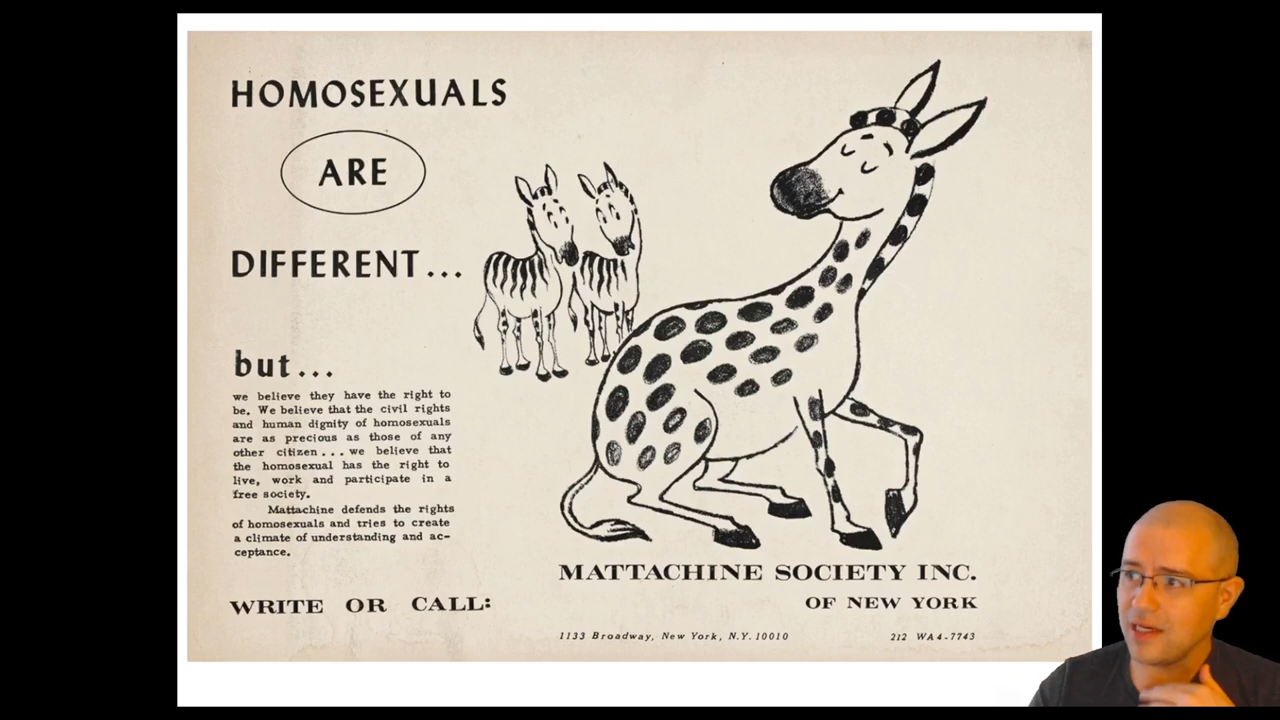 HOMOSEXUALS
ARE
DIFFERENT...
but...
we believe they have the right to
be. We believe that the civil rights
and human dignity of homosexuals
are as precious as those of any
other citizen... we believe that
the homosexual has the right to
live, work and participate in a
free society.
Mattachine defends the rights
of homosexuals and tries to create
a climate of understanding and ac-
ceptance.
WRITE OR CALL:
MATTACHINE SOCIETY INC.
OF NEW YORK
1133 Broadway, New York, N.Y. 10010
212 WA4-7743